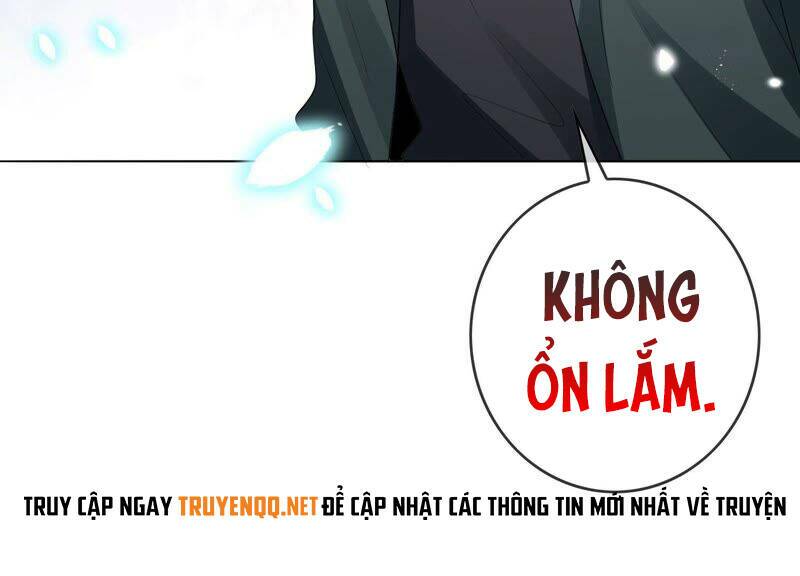 KHÔNG
ỔN LẮM.
TRUY CẬP NGAY TRUYENQQ.NET ĐỂ CẬP NHẬT CÁC THÔNG TIN MỚI NHẤT VỀ TRUYỆN